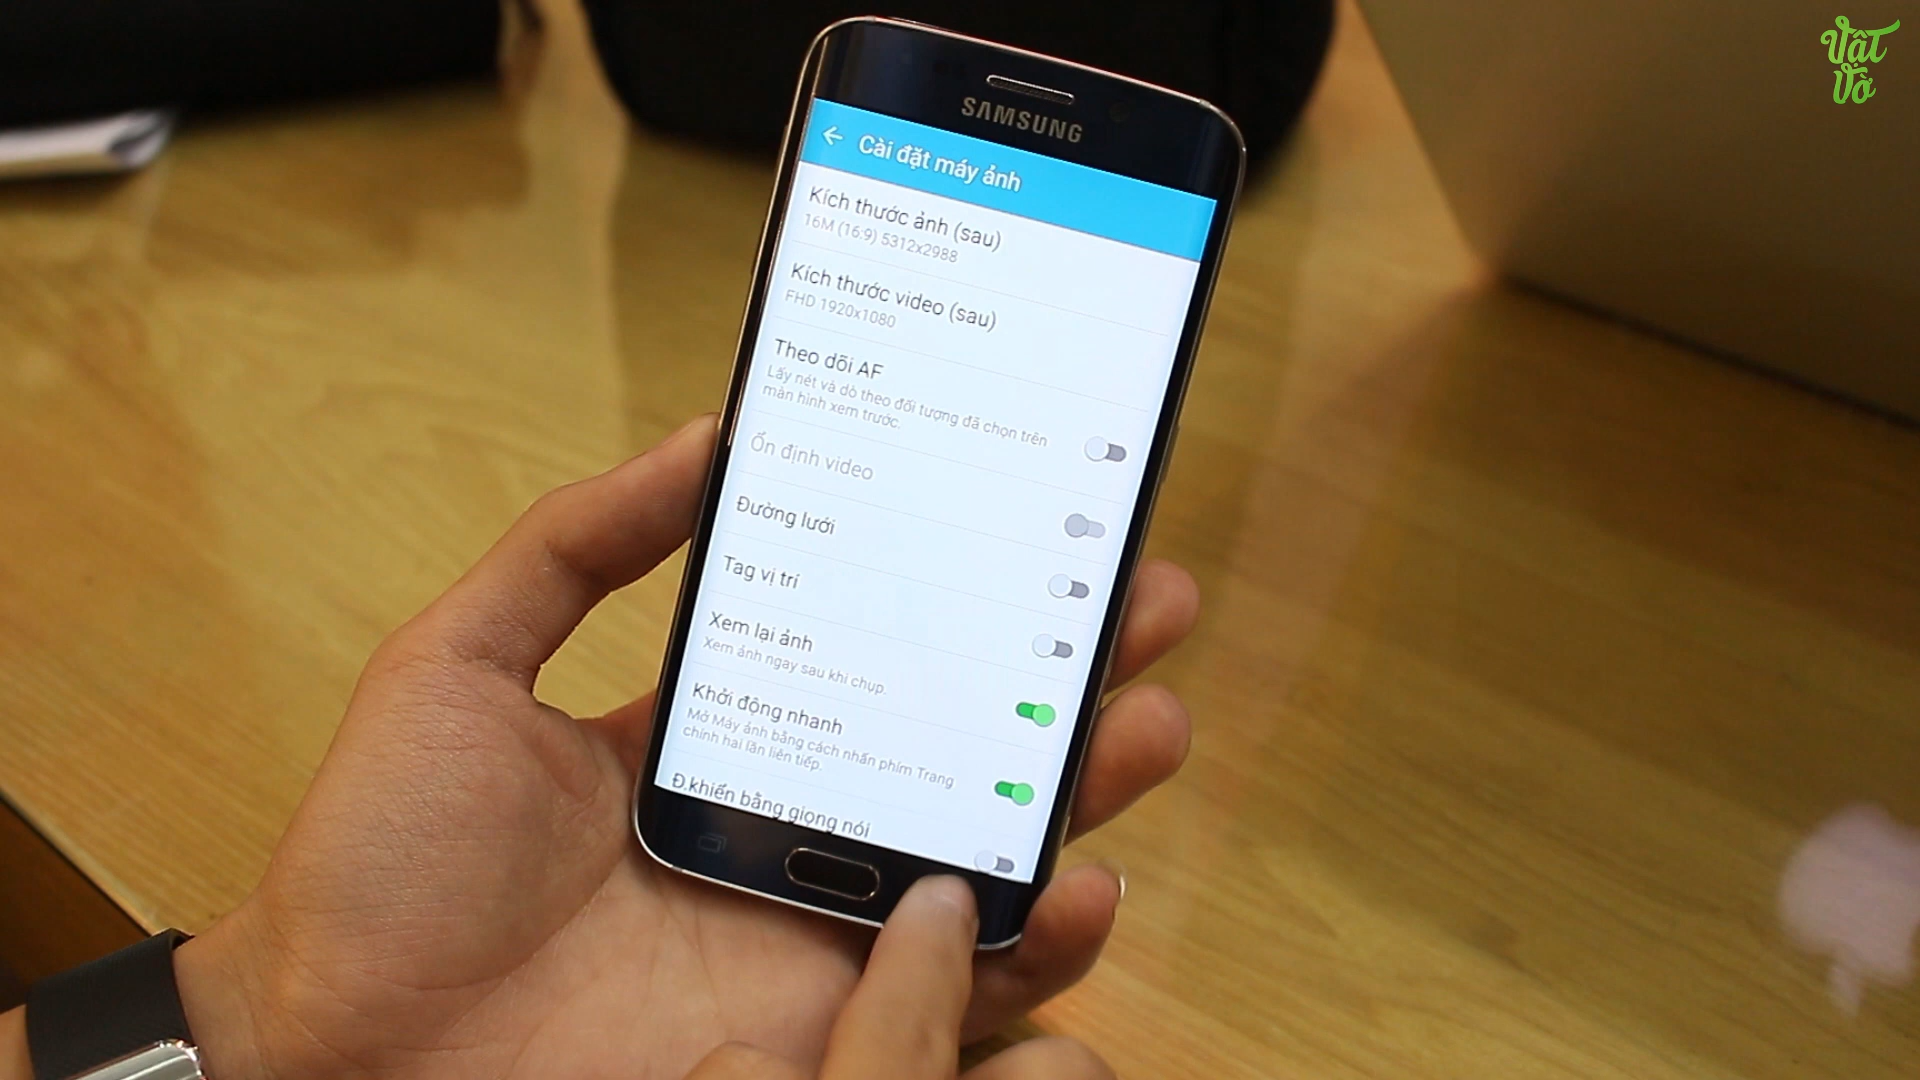 Vật
Vờ
SAMSUNG
Cài đặt máy ảnh
Kích thước ảnh (sau)
16M (16:9) 5312x2988
Kích thước video (sau)
FHD 1920x1080
Theo dõi AF
Lấy nét và dò theo đối tượng đã chọn trên
màn hình xem trước.
Ổn định video
Đường lưới
Tag vị trí
Xem lại ảnh
Xem ảnh ngay sau khi chụp.
Khởi động nhanh
Mở Máy ảnh bằng cách nhấn phím Trang
chính hai lần liên tiếp.
Đ.khiển bằng giọng nói